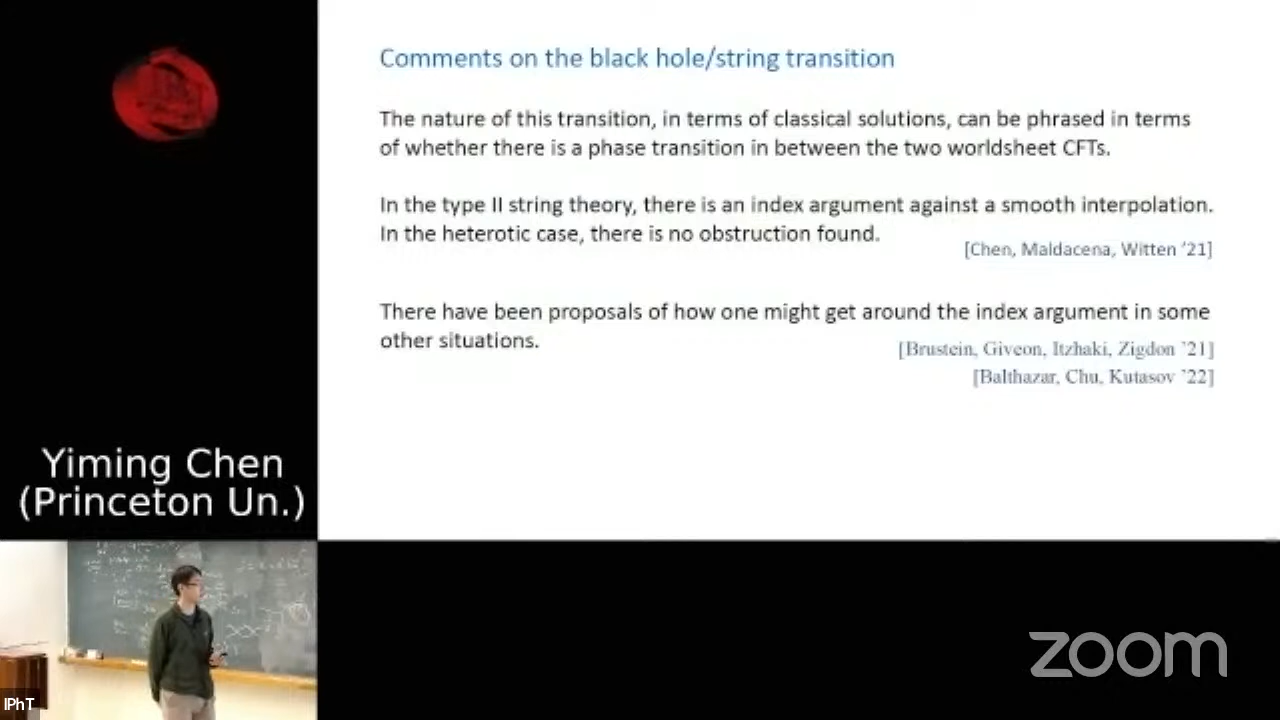 Comments on the black hole/string transition
The nature of this transition, in terms of classical solutions, can be phrased in terms
of whether there is a phase transition in between the two worldsheet CFTs.
In the type II string theory, there is an index argument against a smooth interpolation.
In the heterotic case, there is no obstruction found.
[Chen, Maldacena, Witten ’21]
There have been proposals of how one might get around the index argument in some
other situations.
[Brustein, Giveon, Itzhaki, Zigdon ’21]
[Balthazar, Chu, Kutasov ’22]
Yiming Chen
(Princeton Un.)
IPhT
zoom